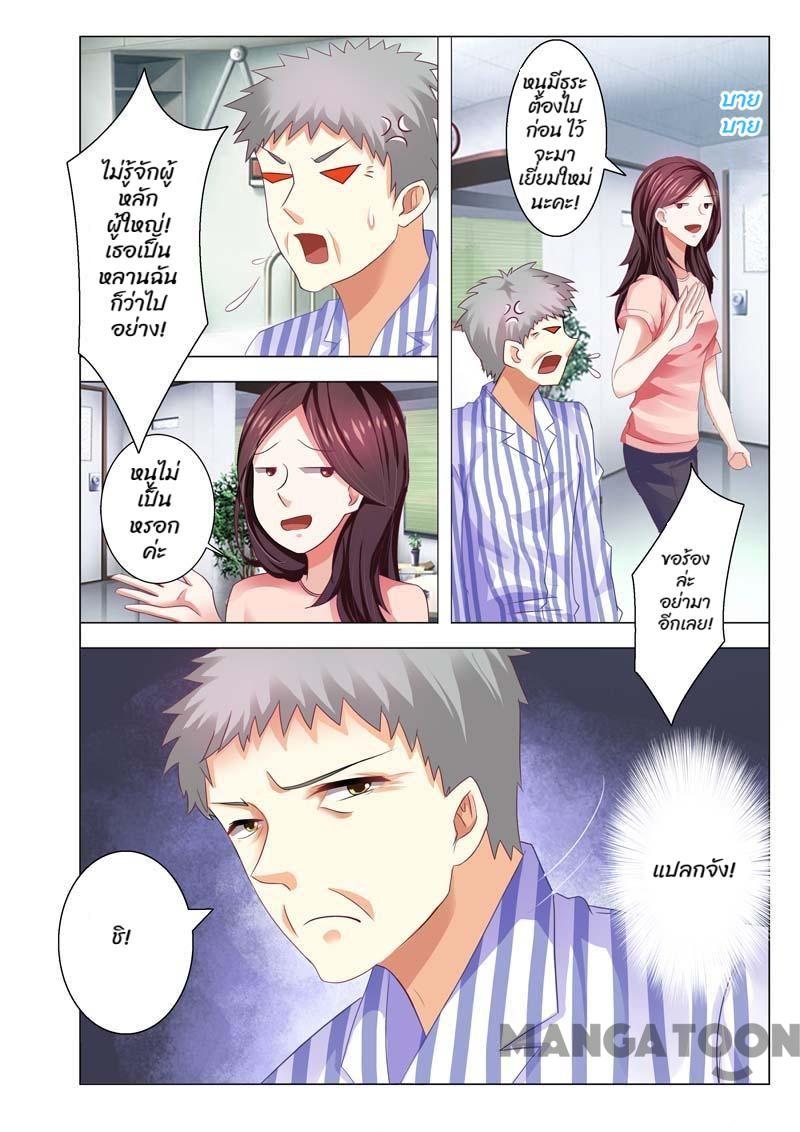 ไม่รู้จักผู้
หลัก
ผู้ใหญ่!
เธอเป็น
หลานฉัน
ก็ว่าไป
อย่าง!
หนูไม่
เป็น
หรอก
ค่ะ
หนูมีธุระ
ต้องไป
ก่อน ไว้
จะมา
เยี่ยมใหม่
นะคะ!
บาย
บาย
ขอร้อง
ล่ะ
อย่ามา
อีกเลย!
แปลกจัง!
ชิ!
MANGATOON